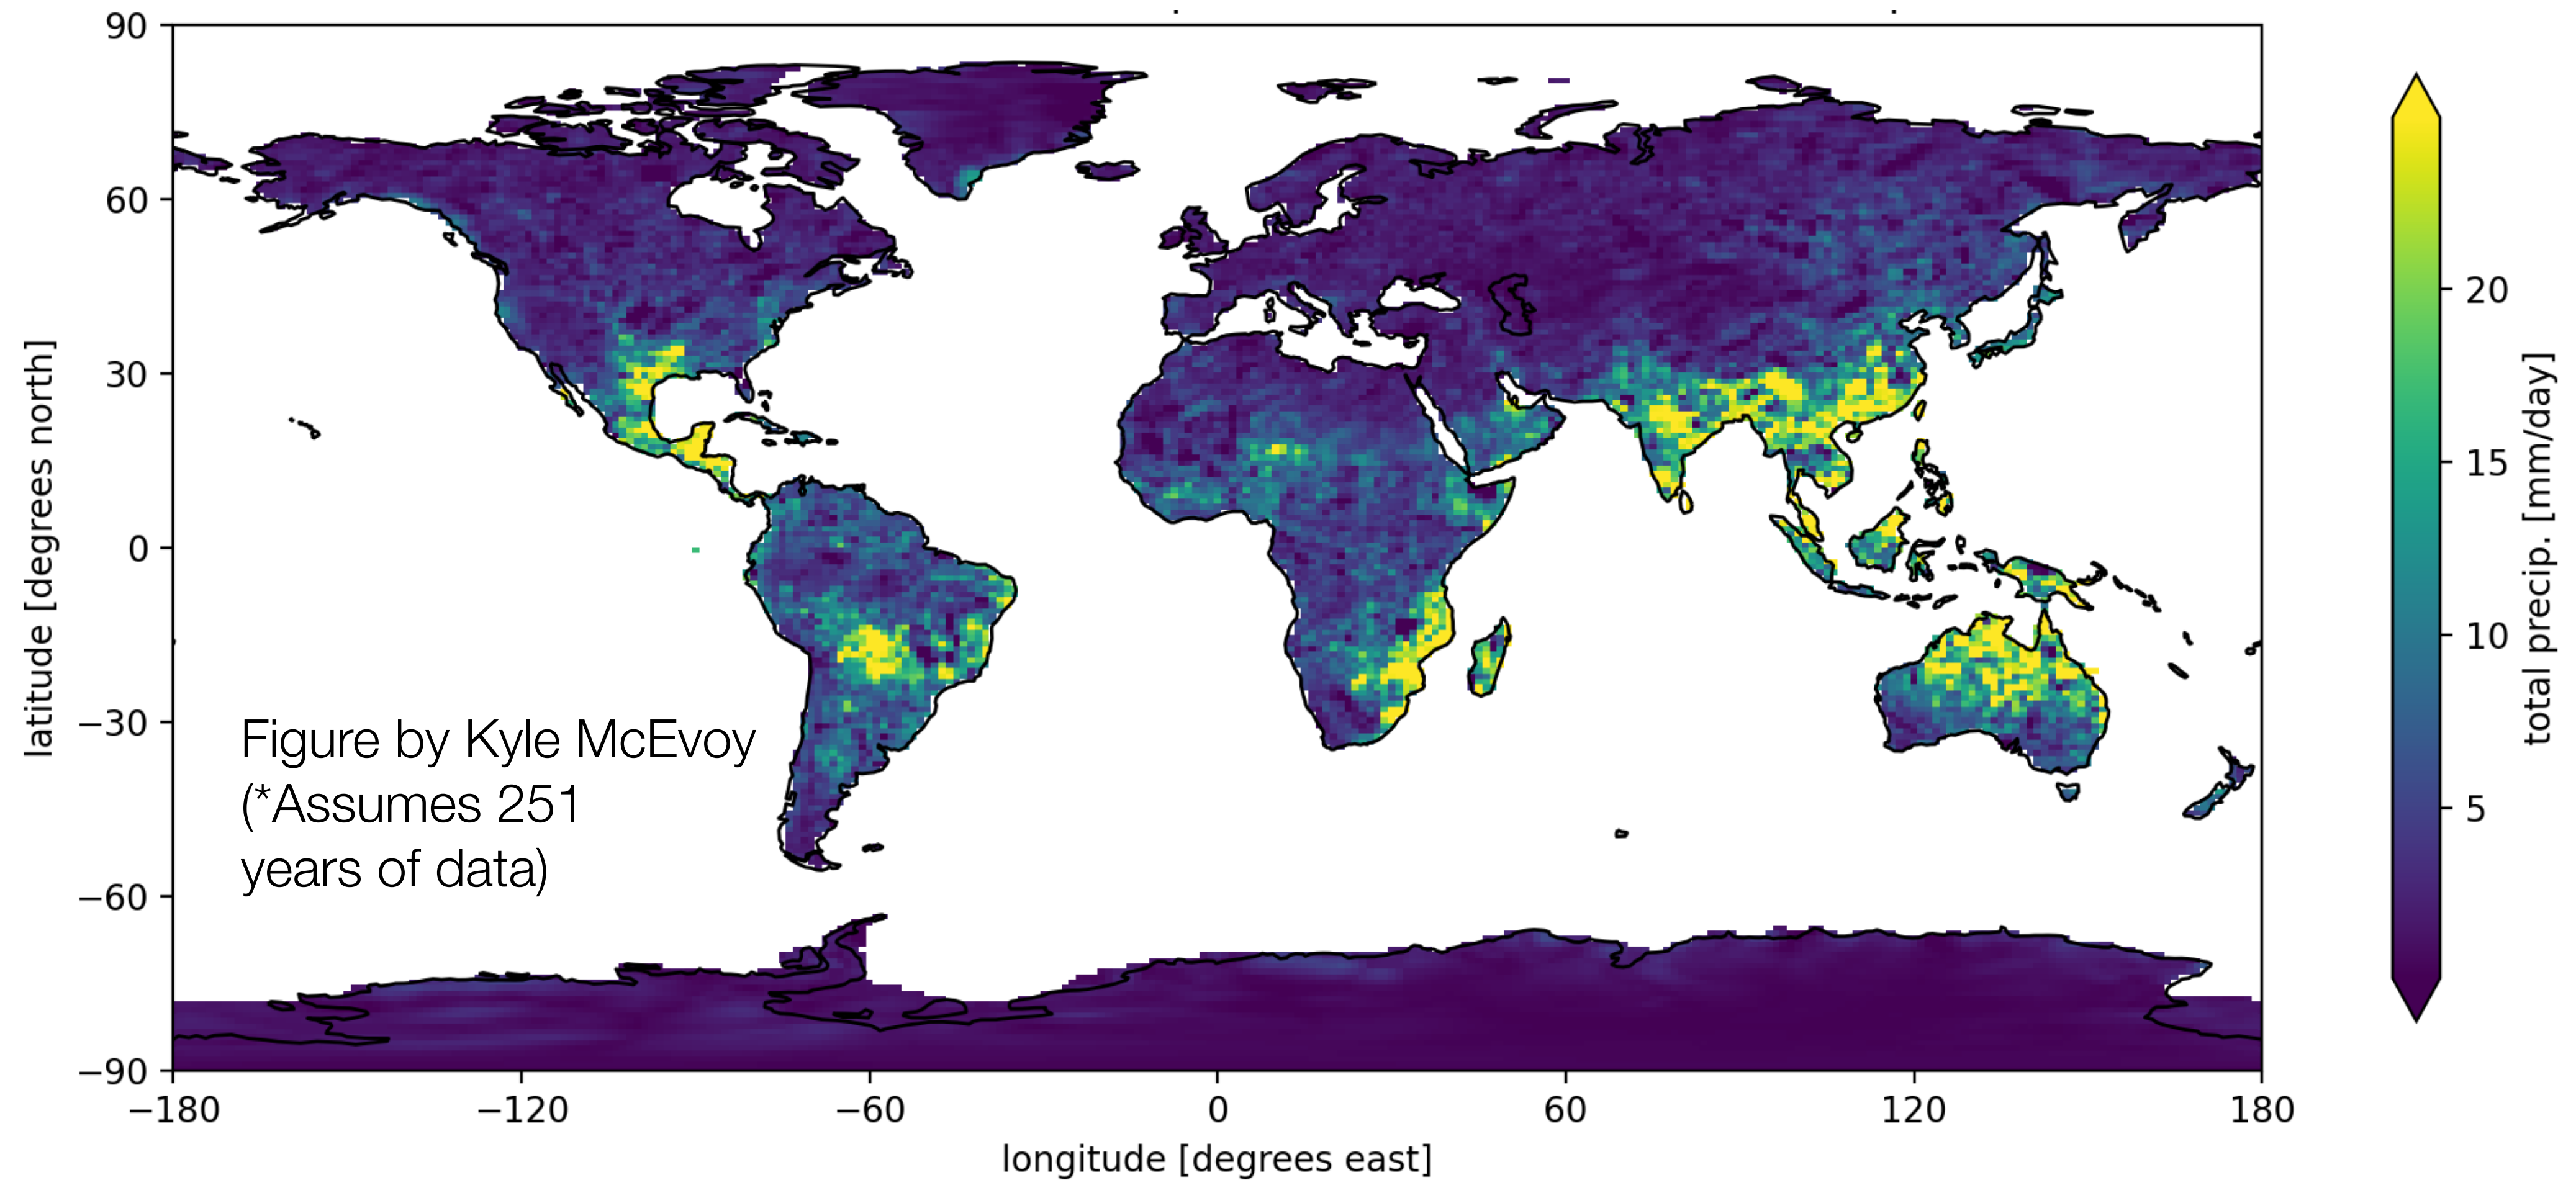 90
60
30
0
−30
−60
−90
latitude [degrees north]
Figure by Kyle McEvoy
(*Assumes 251
years of data)
−180 −120 −60 0 60 120 180
longitude [degrees east]
20
15
10
5
total precip. [mm/day]